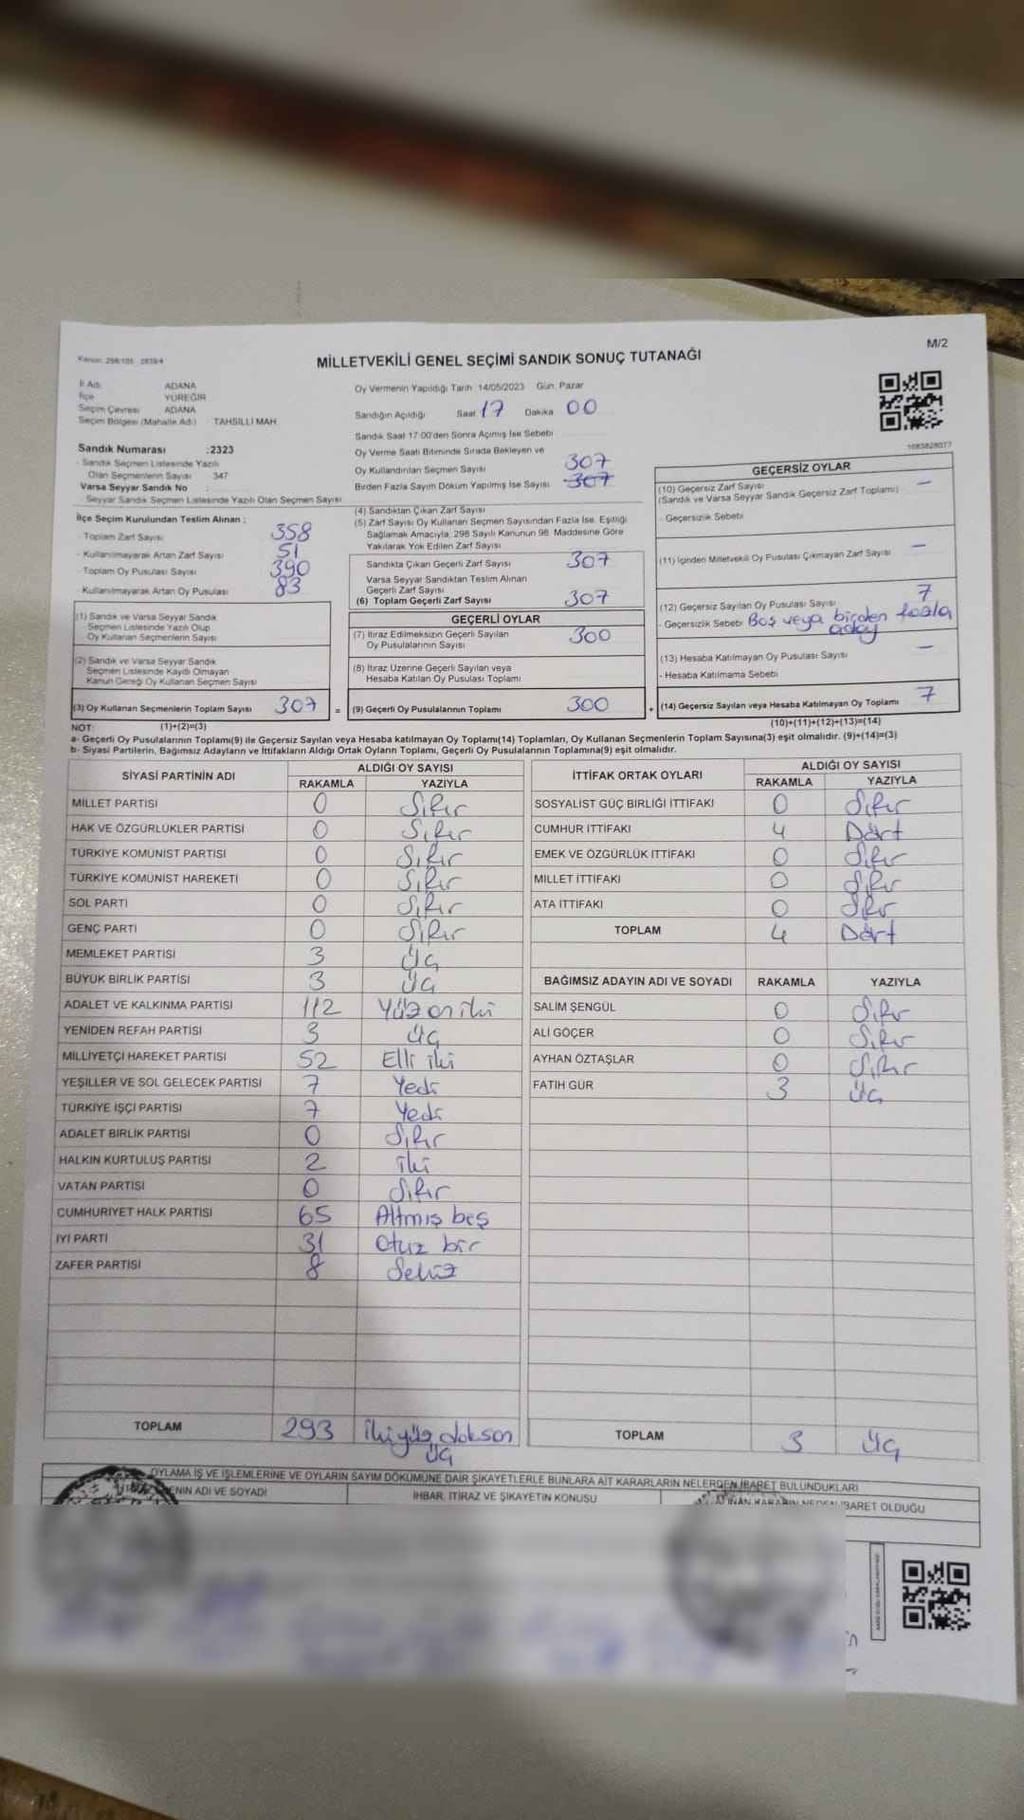 M/2
MİLLETVEKİLİ GENEL SEÇİMİ SANDIK SONUÇ TUTANAĞI
İl Adı: ADANA
İlçe YÜREĞİR
Seçim Çevresi ADANA
Seçim Bölgesi (Mahalle Adı) TAHSİLLİ MAH.
Oy Vermenin Yapıldığı Tarih 14/05/2023 Gün. Pazar
Sandığın Açıldığı Saat 17 Dakika 00
Sandık Saat 17.00'den Sonra Açılmış İse Sebebi
Oy Verme Saati Bitiminde Sırada Bekleyen ve
Oy Kullandırılan Seçmen Sayısı 307
Birden Fazla Sayım Döküm Yapılmış İse Sayısı 307
Sandık Numarası :2323
- Sandık Seçmen Listesinde Yazılı
Olan Seçmenlerin Sayısı 347
Varsa Seyyar Sandık No :
Seyyar Sandık Seçmen Listesinde Yazılı Olan Seçmen Sayısı
İlçe Seçim Kurulundan Teslim Alınan ;
- Toplam Zarf Sayısı 358
- Kullanılmayarak Artan Zarf Sayısı 51
- Toplam Oy Pusulası Sayısı 390
- Kullanılmayarak Artan Oy Pusulası 83
(1) Sandık ve Varsa Seyyar Sandık
Seçmen Listesinde Yazılı Olup
Oy Kullanan Seçmenlerin Sayısı
(2) Sandık ve Varsa Seyyar Sandık
Seçmen Listesinde Kaydı Olmayan
Kanun Gereği Oy Kullanan Seçmen Sayısı
(3) Oy Kullanan Seçmenlerin Toplam Sayısı 307 =
(4) Sandıktan Çıkan Zarf Sayısı
(5) Zarf Sayısı Oy Kullanan Seçmen Sayısından Fazla İse, Eşitliği
Sağlamak Amacıyla, 298 Sayılı Kanunun 98. Maddesine Göre
Yakılarak Yok Edilen Zarf Sayısı
Sandıkta Çıkan Geçerli Zarf Sayısı 307
Varsa Seyyar Sandıktan Teslim Alınan
Geçerli Zarf Sayısı
(6) Toplam Geçerli Zarf Sayısı 307
GEÇERLİ OYLAR
(7) İtiraz Edilmeksizin Geçerli Sayılan
Oy Pusulalarının Sayısı 300
(8) İtiraz Üzerine Geçerli Sayılan veya
Hesaba Katılan Oy Pusulası Toplamı
(9) Geçerli Oy Pusulalarının Toplamı 300 +
GEÇERSİZ OYLAR
(10) Geçersiz Zarf Sayısı —
(Sandık ve Varsa Seyyar Sandık Geçersiz Zarf Toplamı)
- Geçersizlik Sebebi
(11) İçinden Milletvekili Oy Pusulası Çıkmayan Zarf Sayısı —
(12) Geçersiz Sayılan Oy Pusulası Sayısı 7
- Geçersizlik Sebebi Boş veya birden fazla
aday
(13) Hesaba Katılmayan Oy Pusulası Sayısı —
- Hesaba Katılmama Sebebi
(14) Geçersiz Sayılan veya Hesaba Katılmayan Oy Toplamı 7
NOT: (1)+(2)=(3) (10)+(11)+(12)+(13)=(14)
a- Geçerli Oy Pusulalarının Toplamı(9) ile Geçersiz Sayılan veya Hesaba katılmayan Oy Toplamı(14) Toplamları, Oy Kullanan Seçmenlerin Toplam Sayısına(3) eşit olmalıdır. (9)+(14)=(3)
b- Siyasi Partilerin, Bağımsız Adayların ve İttifakların Aldığı Ortak Oyların Toplamı, Geçerli Oy Pusulalarının Toplamına(9) eşit olmalıdır.
SİYASİ PARTİNİN ADI ALDIĞI OY SAYISI
RAKAMLA YAZIYLA
MİLLET PARTİSİ 0 Sıfır
HAK VE ÖZGÜRLÜKLER PARTİSİ 0 Sıfır
TÜRKİYE KOMÜNİST PARTİSİ 0 Sıfır
TÜRKİYE KOMÜNİST HAREKETİ 0 Sıfır
SOL PARTİ 0 Sıfır
GENÇ PARTİ 0 Sıfır
MEMLEKET PARTİSİ 3 Üç
BÜYÜK BİRLİK PARTİSİ 3 Üç
ADALET VE KALKINMA PARTİSİ 112 Yüz on iki
YENİDEN REFAH PARTİSİ 3 Üç
MİLLİYETÇİ HAREKET PARTİSİ 52 Elli iki
YEŞİLLER VE SOL GELECEK PARTİSİ 7 Yedi
TÜRKİYE İŞÇİ PARTİSİ 7 Yedi
ADALET BİRLİK PARTİSİ 0 Sıfır
HALKIN KURTULUŞ PARTİSİ 2 İki
VATAN PARTİSİ 0 Sıfır
CUMHURİYET HALK PARTİSİ 65 Altmış beş
İYİ PARTİ 31 Otuz bir
ZAFER PARTİSİ 8 Sekiz
TOPLAM 293 İkiyüz doksan
üç
İTTİFAK ORTAK OYLARI ALDIĞI OY SAYISI
RAKAMLA YAZIYLA
SOSYALİST GÜÇ BİRLİĞİ İTTİFAKI 0 Sıfır
CUMHUR İTTİFAKI 4 Dört
EMEK VE ÖZGÜRLÜK İTTİFAKI 0 Sıfır
MİLLET İTTİFAKI 0 Sıfır
ATA İTTİFAKI 0 Sıfır
TOPLAM 4 Dört
BAĞIMSIZ ADAYIN ADI VE SOYADI RAKAMLA YAZIYLA
SALİM ŞENGÜL 0 Sıfır
ALİ GÖÇER 0 Sıfır
AYHAN ÖZTAŞLAR 0 Sıfır
FATİH GÜR 3 Üç
TOPLAM 3 Üç
OYLAMA İŞ VE İŞLEMLERİNE VE OYLARIN SAYIM DÖKÜMÜNE DAİR ŞİKAYETLERLE BUNLARA AİT KARARLARIN NELERDEN İBARET BULUNDUKLARI
ADI VE SOYADI İHBAR, İTİRAZ VE ŞİKAYETİN KONUSU OLDUĞU